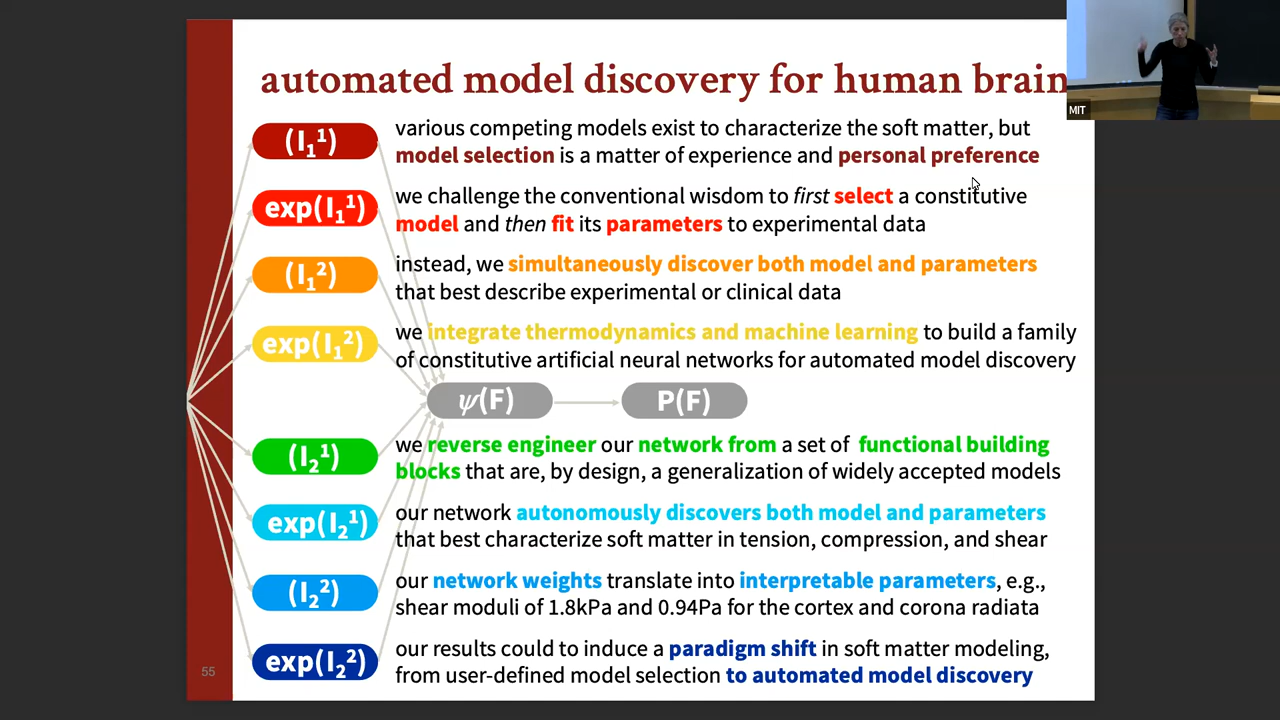 automated model discovery for human brain
MIT
(I₁¹)
various competing models exist to characterize the soft matter, but
model selection is a matter of experience and personal preference
exp(I₁¹)
we challenge the conventional wisdom to first select a constitutive
model and then fit its parameters to experimental data
(I₁²)
instead, we simultaneously discover both model and parameters
that best describe experimental or clinical data
exp(I₁²)
we integrate thermodynamics and machine learning to build a family
of constitutive artificial neural networks for automated model discovery
ψ(F)
P(F)
(I₂¹)
we reverse engineer our network from a set of functional building
blocks that are, by design, a generalization of widely accepted models
exp(I₂¹)
our network autonomously discovers both model and parameters
that best characterize soft matter in tension, compression, and shear
(I₂²)
our network weights translate into interpretable parameters, e.g.,
shear moduli of 1.8kPa and 0.94Pa for the cortex and corona radiata
exp(I₂²)
our results could to induce a paradigm shift in soft matter modeling,
from user-defined model selection to automated model discovery
55